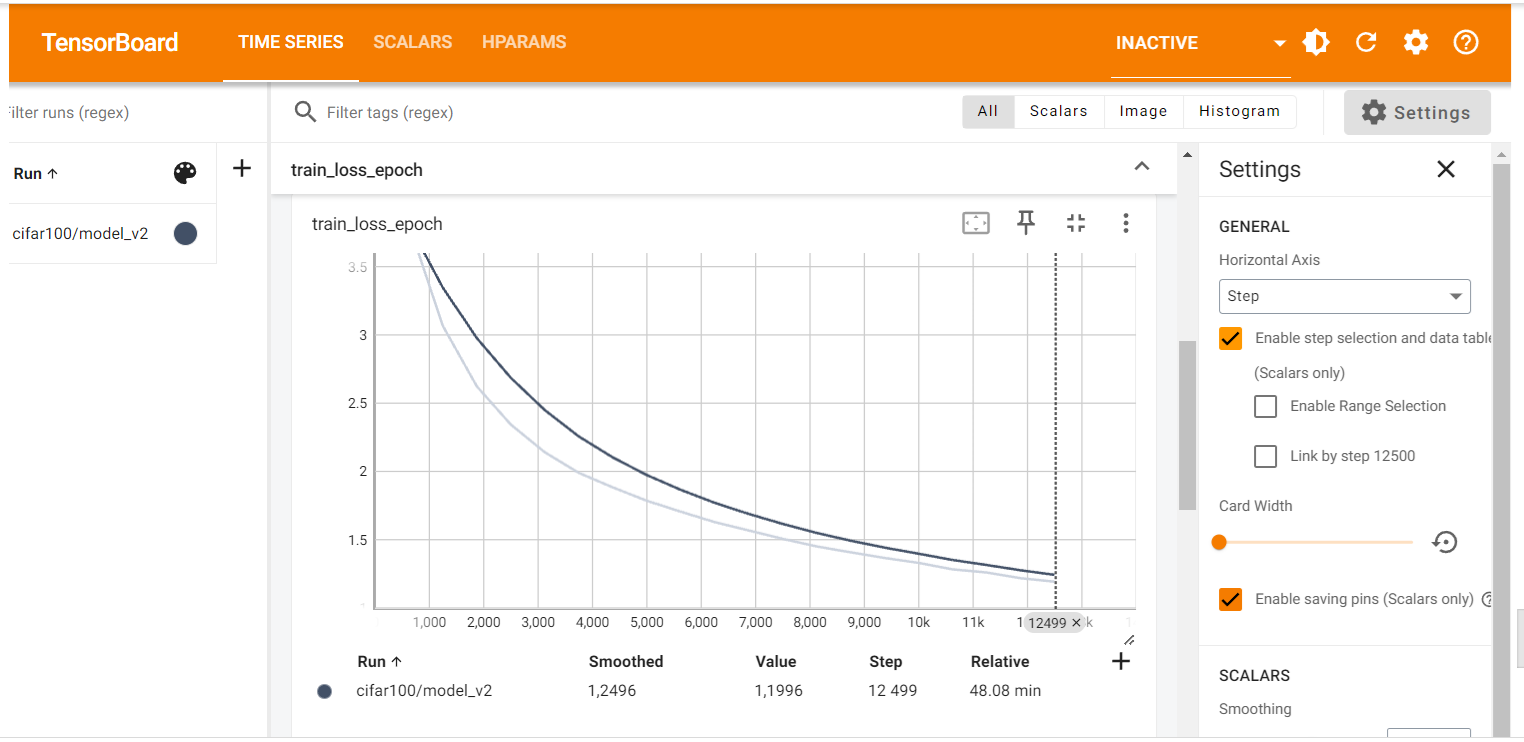 TensorBoard TIME SERIES SCALARS HPARAMS INACTIVE
Filter runs (regex) Filter tags (regex) All Scalars Image Histogram Settings
Run ↑
cifar100/model_v2
train_loss_epoch
train_loss_epoch
3.5
3
2.5
2
1.5
1
1,000 2,000 3,000 4,000 5,000 6,000 7,000 8,000 9,000 10k 11k 12499 ×
Run ↑ Smoothed Value Step Relative
cifar100/model_v2 1,2496 1,1996 12 499 48.08 min
Settings
GENERAL
Horizontal Axis
Step
Enable step selection and data table
(Scalars only)
Enable Range Selection
Link by step 12500
Card Width
Enable saving pins (Scalars only)
SCALARS
Smoothing